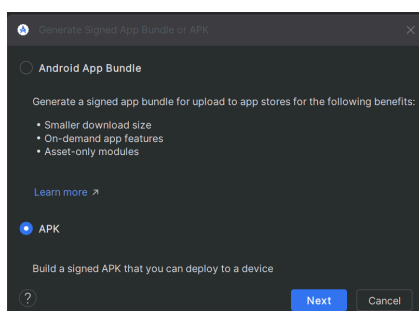 Generate Signed App Bundle or APK
Android App Bundle
Generate a signed app bundle for upload to app stores for the following benefits:
• Smaller download size
• On-demand app features
• Asset-only modules
Learn more ↗
APK
Build a signed APK that you can deploy to a device
?
Next
Cancel